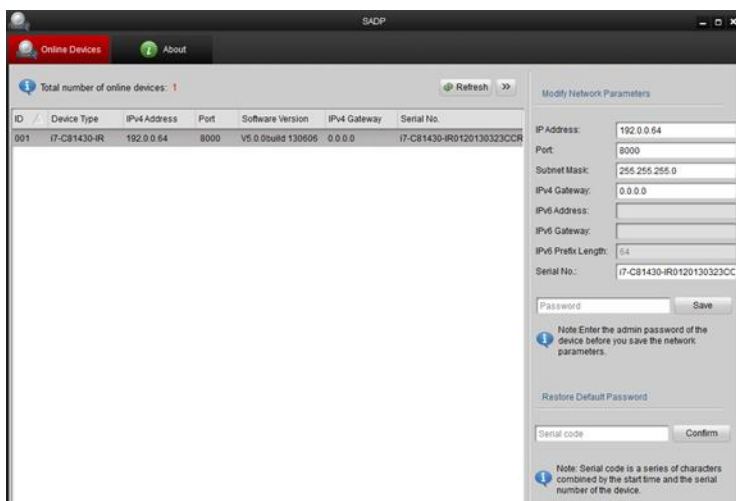 SADP
Online Devices
About
Total number of online devices: 1
Refresh
ID Device Type IPv4 Address Port Software Version IPv4 Gateway Serial No.
001 i7-C81430-IR 192.0.0.64 8000 V5.0.0build 130606 0.0.0.0 i7-C81430-IR0120130323CCR
Modify Network Parameters
IP Address: 192.0.0.64
Port: 8000
Subnet Mask: 255.255.255.0
IPv4 Gateway: 0.0.0.0
IPv6 Address:
IPv6 Gateway:
IPv6 Prefix Length: 64
Serial No.: i7-C81430-IR0120130323CC
Password
Save
Note:Enter the admin password of the
device before you save the network
parameters.
Restore Default Password
Serial code
Confirm
Note: Serial code is a series of characters
combined by the start time and the serial
number of the device.